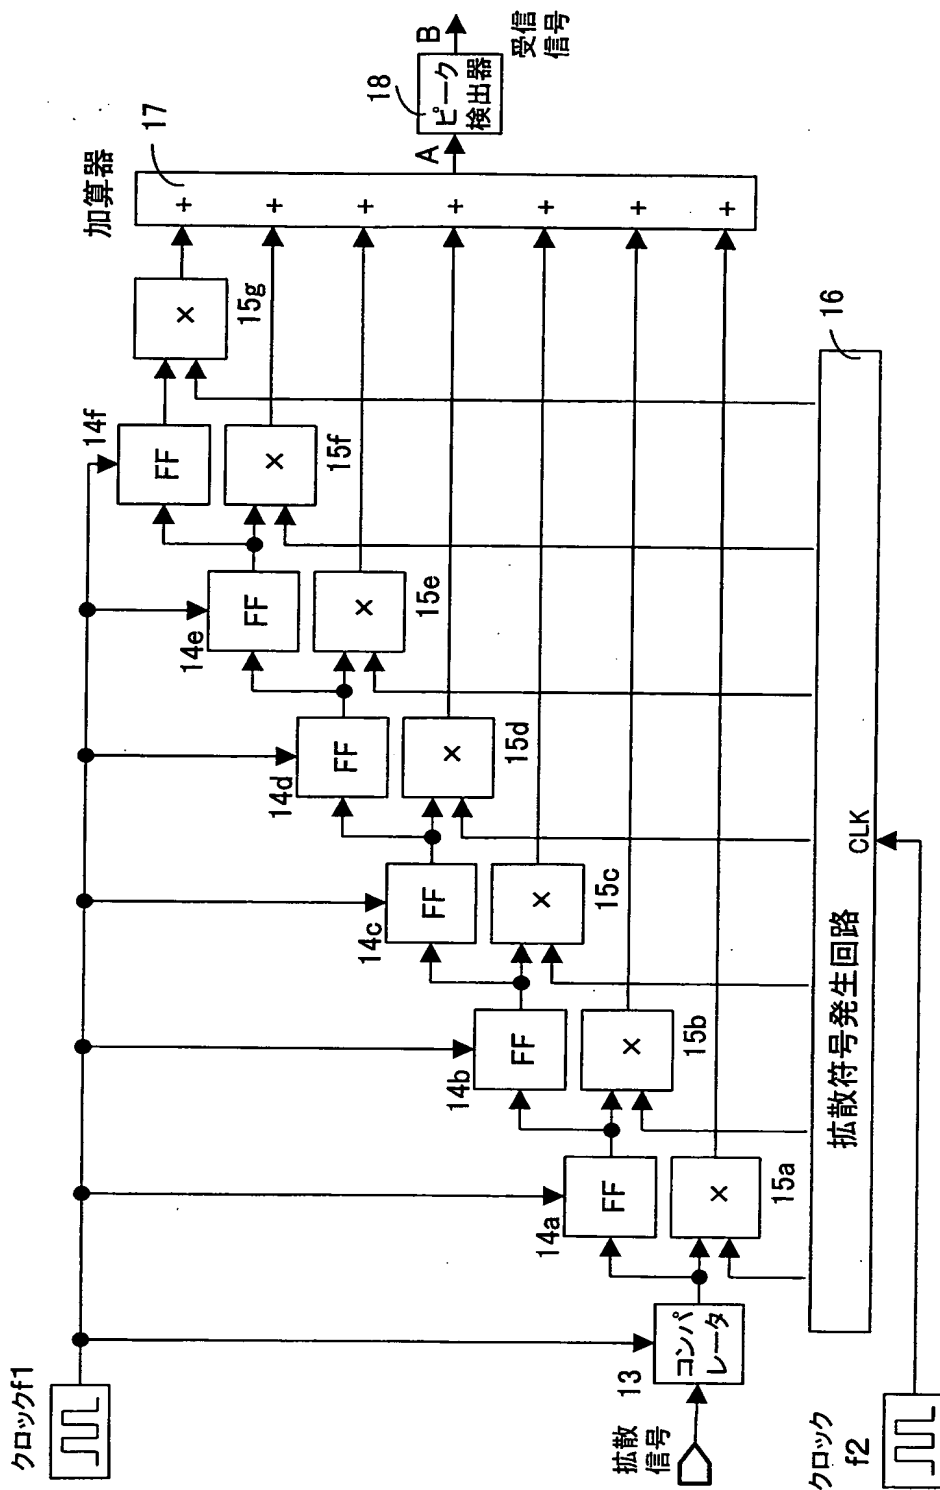 クロックf1
拡散
信号
13
コンパ
レータ
14a
FF
×
15a
14b
FF
×
15b
14c
FF
×
15c
14d
FF
×
15d
14e
FF
×
15e
14f
FF
×
15f
×
15g
加算器
17
+
+
+
+
+
+
+
A
18
ピーク
検出器
B
受信
信号
拡散符号発生回路
CLK
16
クロック
f2